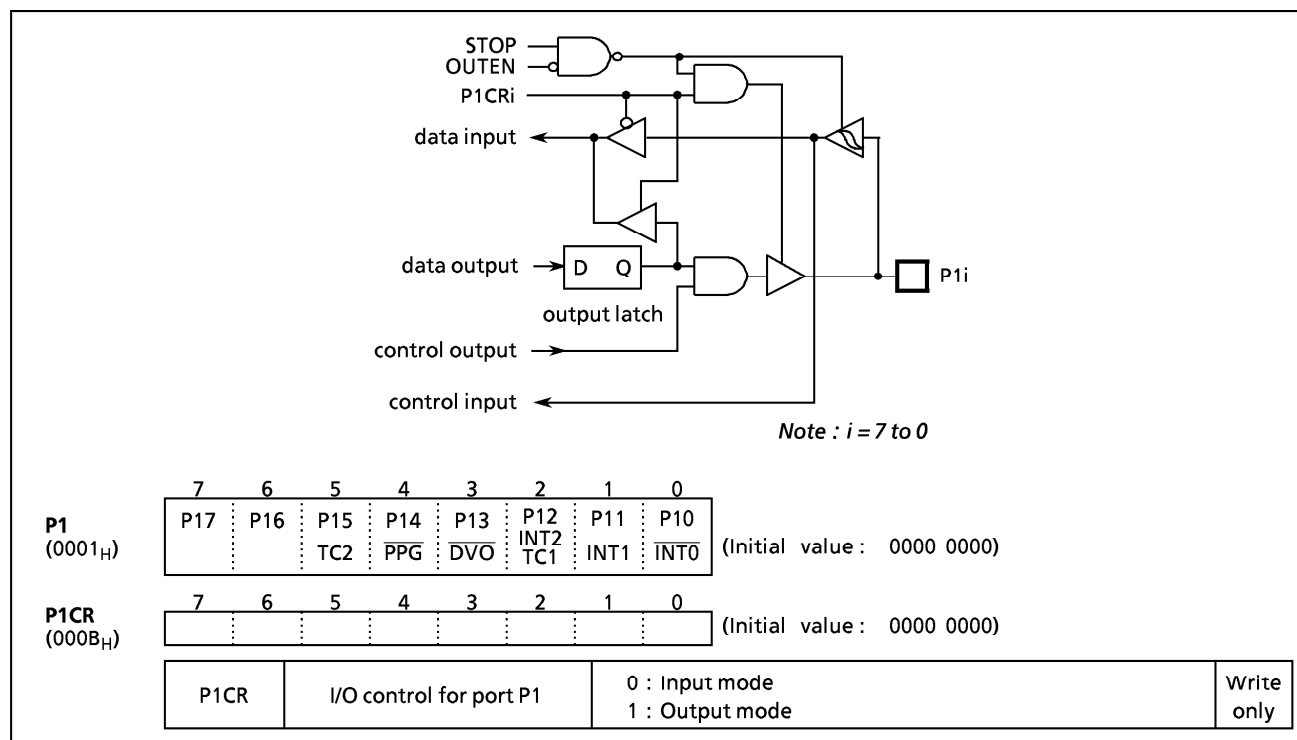 STOP
OUTEN
P1CRi
data input
data output
D Q
P1i
output latch
control output
control input
Note : i = 7 to 0
7 6 5 4 3 2 1 0
P1
(0001H)
P17 P16 P15 P14 P13 P12 P11 P10
TC2 PPG DVO INT2 TC1 INT1 INT0
(Initial value : 0000 0000)
7 6 5 4 3 2 1 0
P1CR
(000BH)
(Initial value : 0000 0000)
P1CR I/O control for port P1
0 : Input mode
1 : Output mode
Write
only